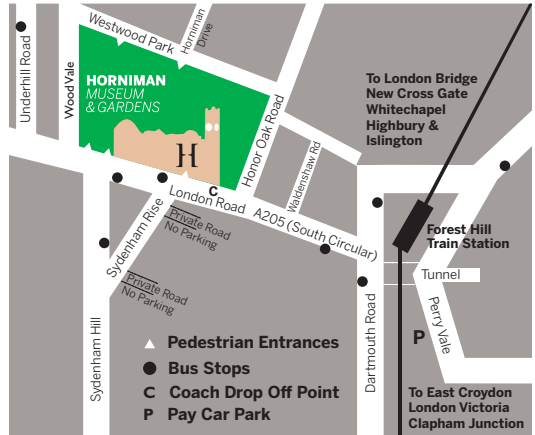 Underhill Road
Wood Vale
Westwood Park
Horniman
Drive
HORNIMAN
MUSEUM
& GARDENS
H
Honor Oak Road
Waldenshaw Rd
To London Bridge
New Cross Gate
Whitechapel
Highbury &
Islington
C
London Road
A205 (South Circular)
Sydenham Rise
Private Road
No Parking
Private Road
No Parking
Forest Hill
Train Station
Tunnel
Perry Vale
P
Dartmouth Road
Sydenham Hill
Pedestrian Entrances
Bus Stops
C Coach Drop Off Point
P Pay Car Park
To East Croydon
London Victoria
Clapham Junction